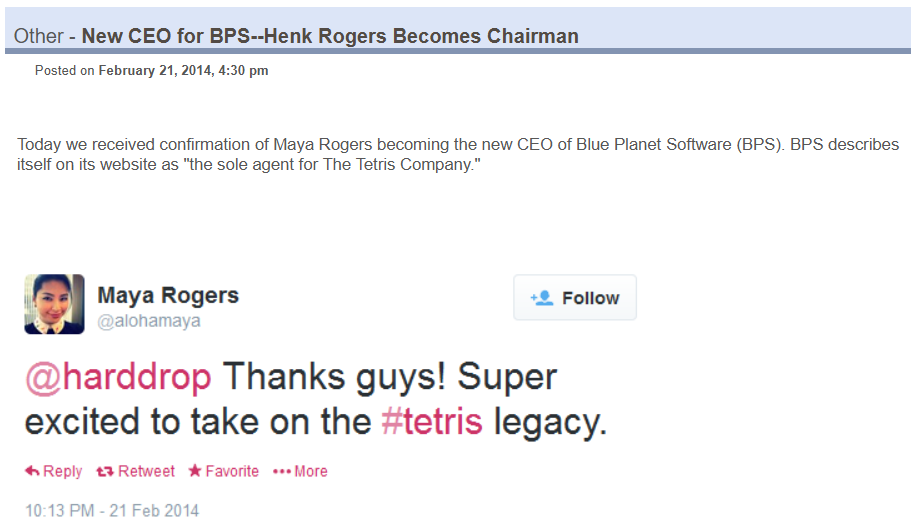 Other - New CEO for BPS--Henk Rogers Becomes Chairman
Posted on February 21, 2014, 4:30 pm
Today we received confirmation of Maya Rogers becoming the new CEO of Blue Planet Software (BPS). BPS describes
itself on its website as "the sole agent for The Tetris Company."
Maya Rogers
@alohamaya
Follow
@harddrop Thanks guys! Super
excited to take on the #tetris legacy.
Reply Retweet Favorite More
10:13 PM - 21 Feb 2014